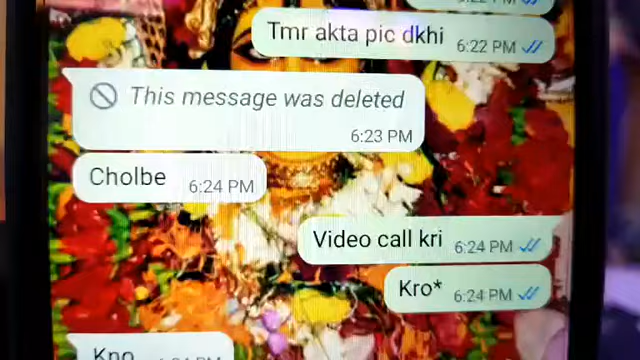 Tmr akta pic dkhi 6:22 PM
This message was deleted
6:23 PM
Cholbe 6:24 PM
Video call kri 6:24 PM
Kro* 6:24 PM